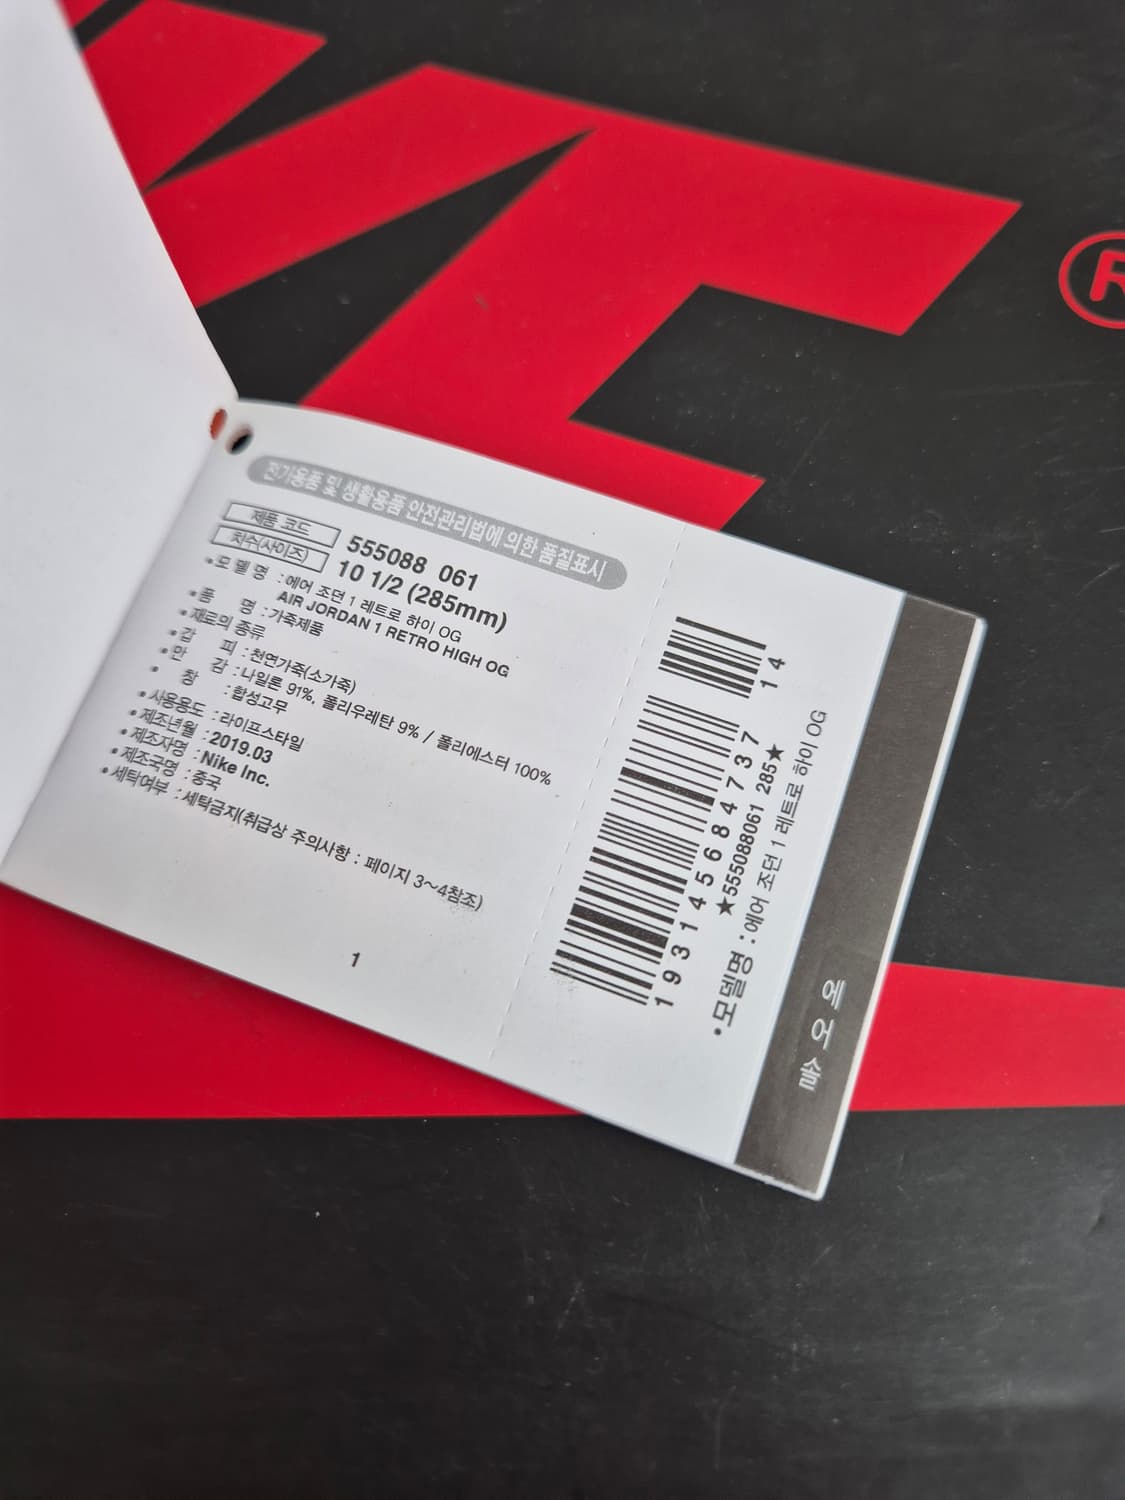 전기용품 및 생활용품 안전관리법에 의한 품질표시
제품 코드 555088 061
치수(사이즈) 10 1/2 (285mm)
•모 델 명 : 에어 조던 1 레트로 하이 OG
AIR JORDAN 1 RETRO HIGH OG
•품 명 : 가죽제품
•재료의 종류
•갑 피 : 천연가죽(소가죽)
•안 감 : 나일론 91%, 폴리우레탄 9% / 폴리에스터 100%
• 창 : 합성고무
•사용용도 : 라이프스타일
•제조년월 : 2019.03
•제조자명 : Nike Inc.
•제조국명 : 중국
•세탁여부 : 세탁금지(취급상 주의사항 : 페이지 3~4참조)
1
14
193145684737
★555088061 285★
•모델명 : 에어 조던 1 레트로 하이 OG
에어솔
R